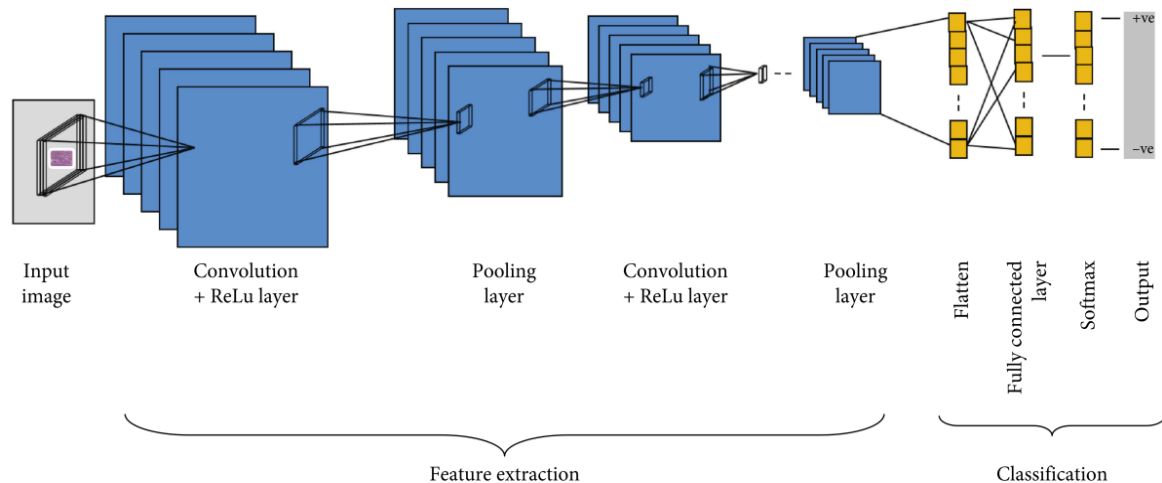 +ve
−ve
Input
image
Convolution
+ ReLu layer
Pooling
layer
Convolution
+ ReLu layer
Pooling
layer
Flatten
Fully connected
layer
Softmax
Output
Feature extraction
Classification